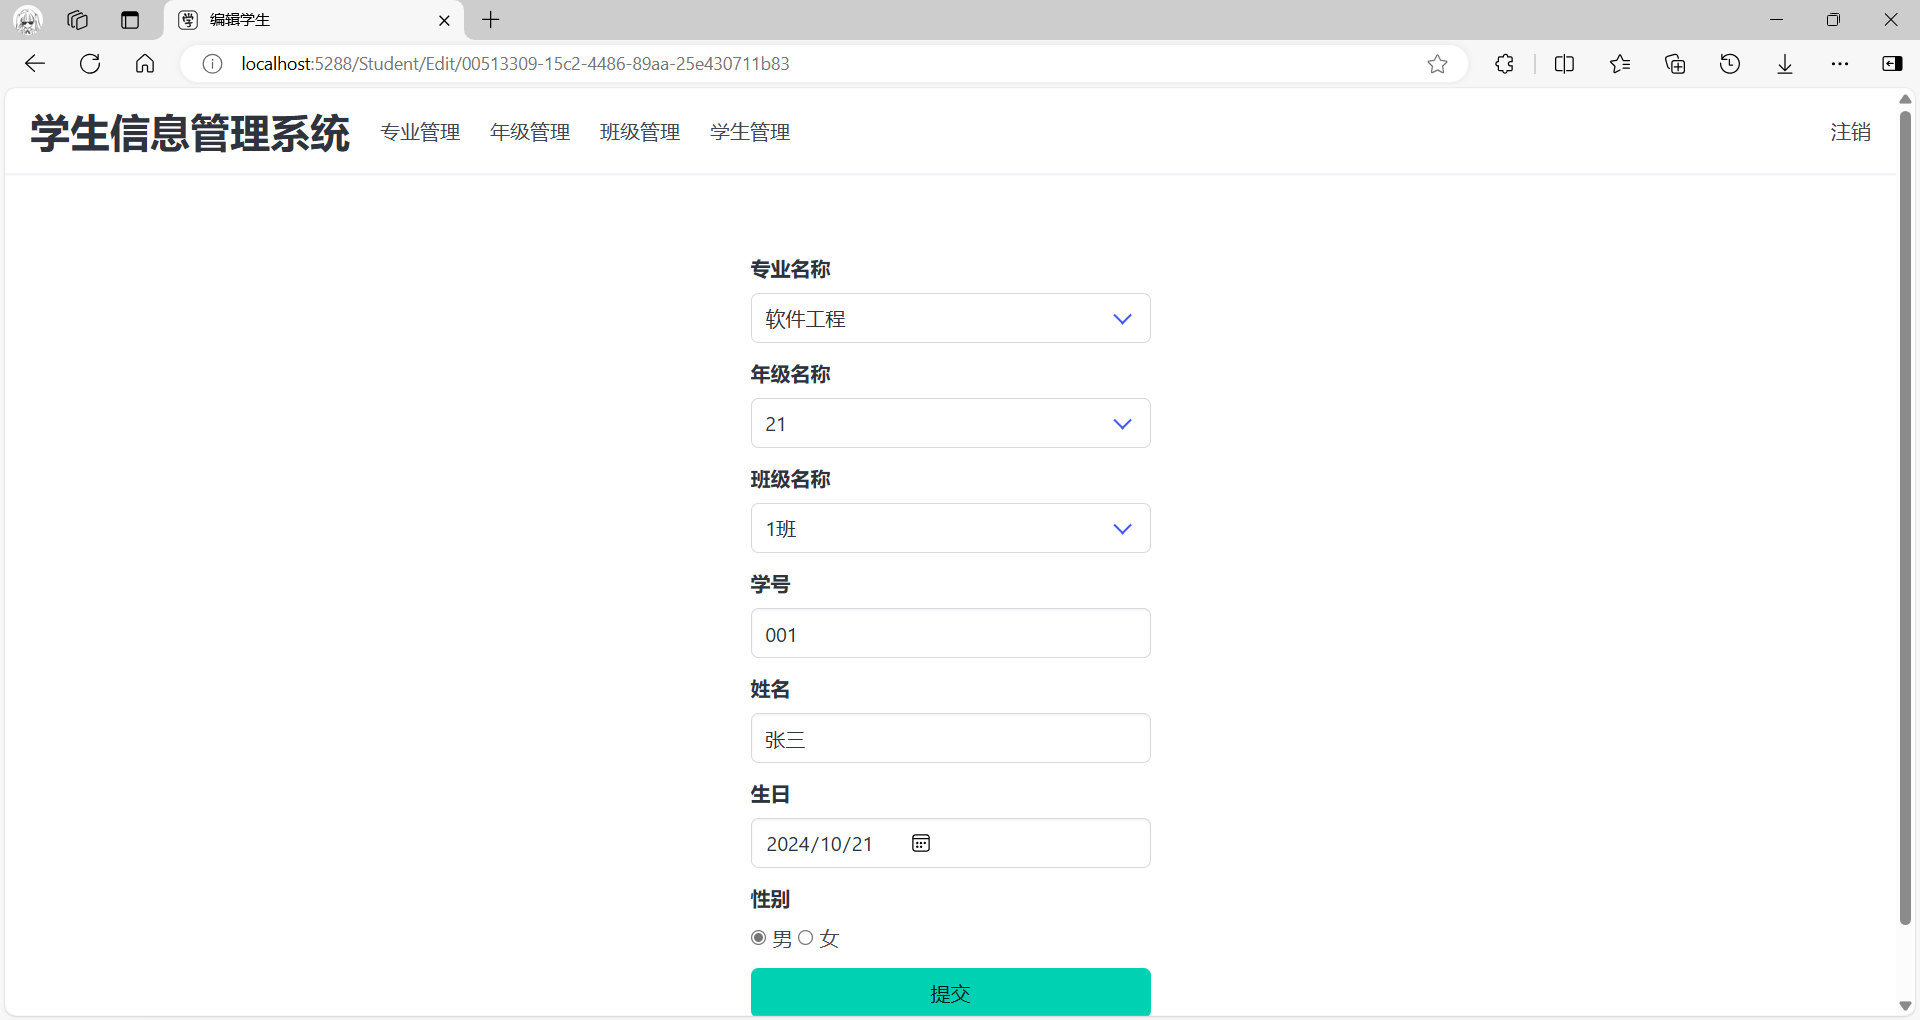 编辑学生
localhost:5288/Student/Edit/00513309-15c2-4486-89aa-25e430711b83
学生信息管理系统 专业管理 年级管理 班级管理 学生管理 注销
专业名称
软件工程
年级名称
21
班级名称
1班
学号
001
姓名
张三
生日
2024/10/21
性别
男 女
提交